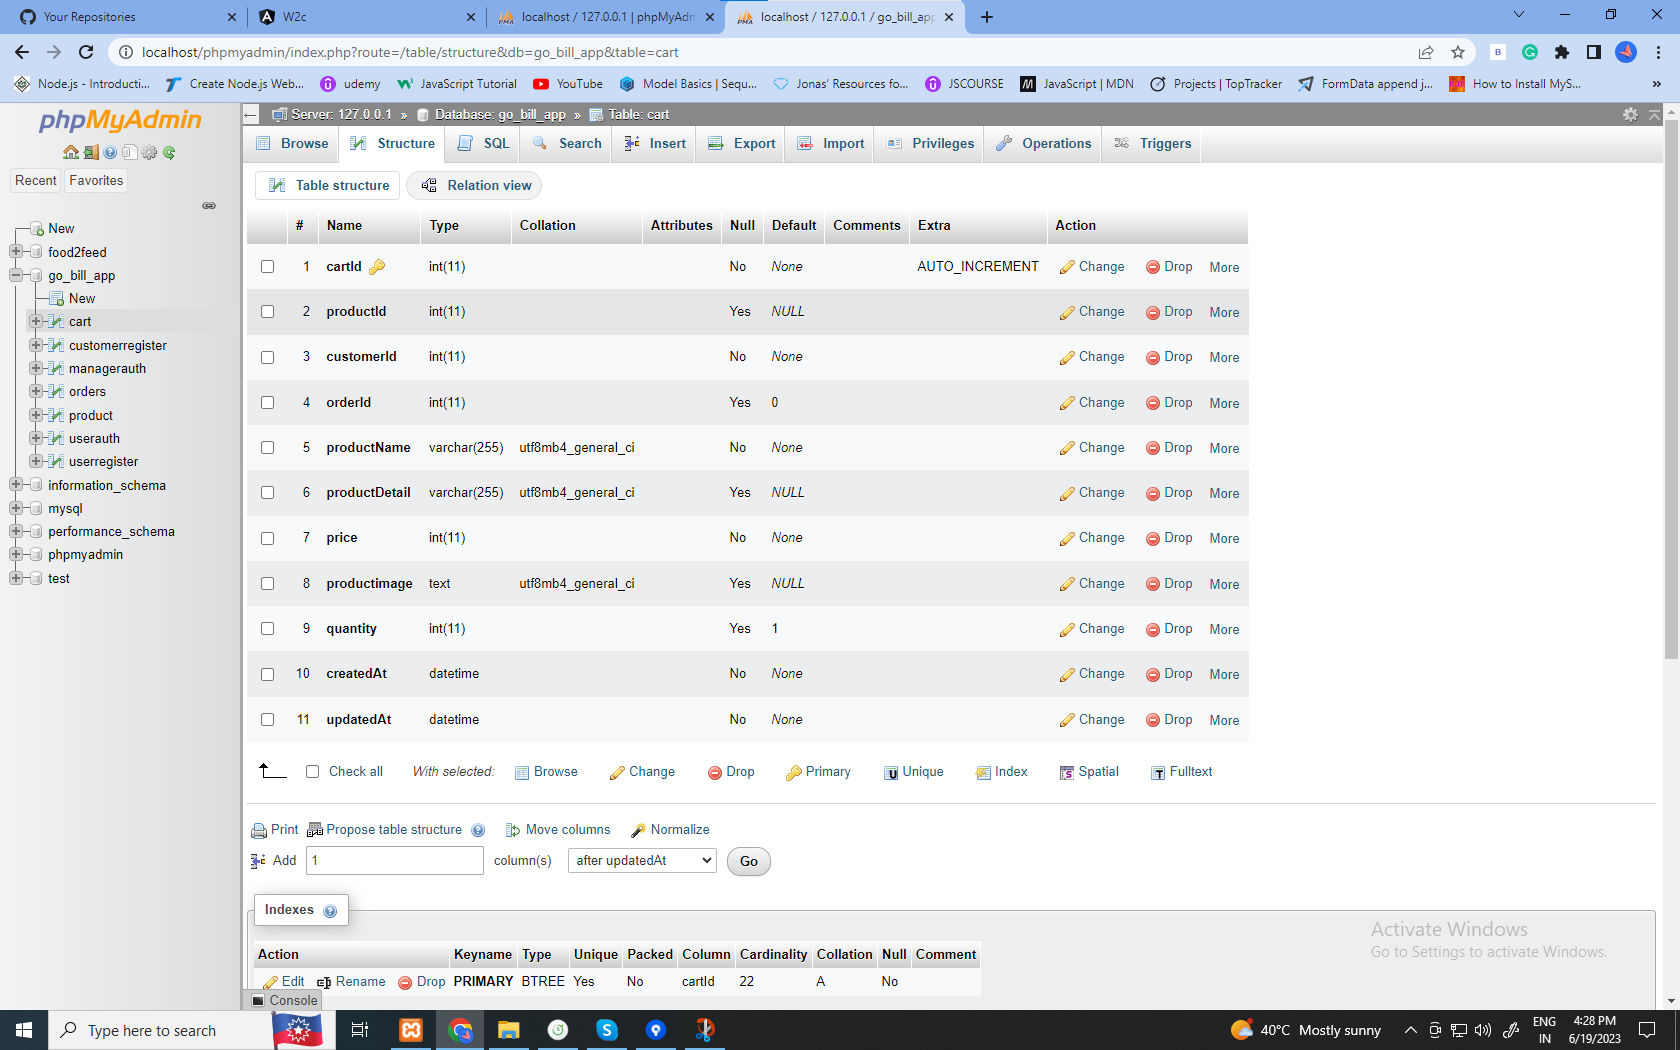 Your Repositories
W2c
localhost / 127.0.0.1 | phpMyAdm
localhost / 127.0.0.1 / go_bill_app
localhost/phpmyadmin/index.php?route=/table/structure&db=go_bill_app&table=cart
Node.js - Introducti...
Create Node.js Web...
udemy
JavaScript Tutorial
YouTube
Model Basics | Sequ...
Jonas' Resources fo...
JSCOURSE
JavaScript | MDN
Projects | TopTracker
FormData append j...
How to Install MyS...
»
phpMyAdmin
Recent
Favorites
New
food2feed
go_bill_app
New
cart
customerregister
managerauth
orders
product
userauth
userregister
information_schema
mysql
performance_schema
phpmyadmin
test
Server: 127.0.0.1 » Database: go_bill_app » Table: cart
Browse Structure SQL Search Insert Export Import Privileges Operations Triggers
Table structure Relation view
# Name Type Collation Attributes Null Default Comments Extra Action
1 cartId int(11) No None AUTO_INCREMENT Change Drop More
2 productId int(11) Yes NULL Change Drop More
3 customerId int(11) No None Change Drop More
4 orderId int(11) Yes 0 Change Drop More
5 productName varchar(255) utf8mb4_general_ci No None Change Drop More
6 productDetail varchar(255) utf8mb4_general_ci Yes NULL Change Drop More
7 price int(11) No None Change Drop More
8 productimage text utf8mb4_general_ci Yes NULL Change Drop More
9 quantity int(11) Yes 1 Change Drop More
10 createdAt datetime No None Change Drop More
11 updatedAt datetime No None Change Drop More
Check all With selected: Browse Change Drop Primary Unique Index Spatial Fulltext
Print Propose table structure Move columns Normalize
Add 1 column(s) after updatedAt Go
Indexes
Action Keyname Type Unique Packed Column Cardinality Collation Null Comment
Edit Rename Drop PRIMARY BTREE Yes No cartId 22 A No
Console
Activate Windows
Go to Settings to activate Windows.
Type here to search
40°C Mostly sunny
ENG
IN
4:28 PM
6/19/2023